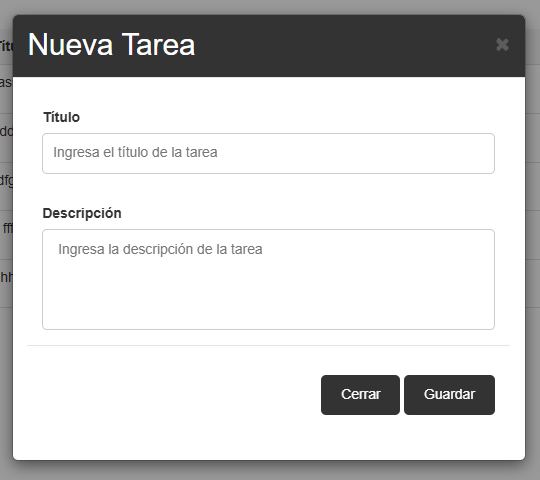 Nueva Tarea
Título
Ingresa el título de la tarea
Descripción
Ingresa la descripción de la tarea
Cerrar
Guardar